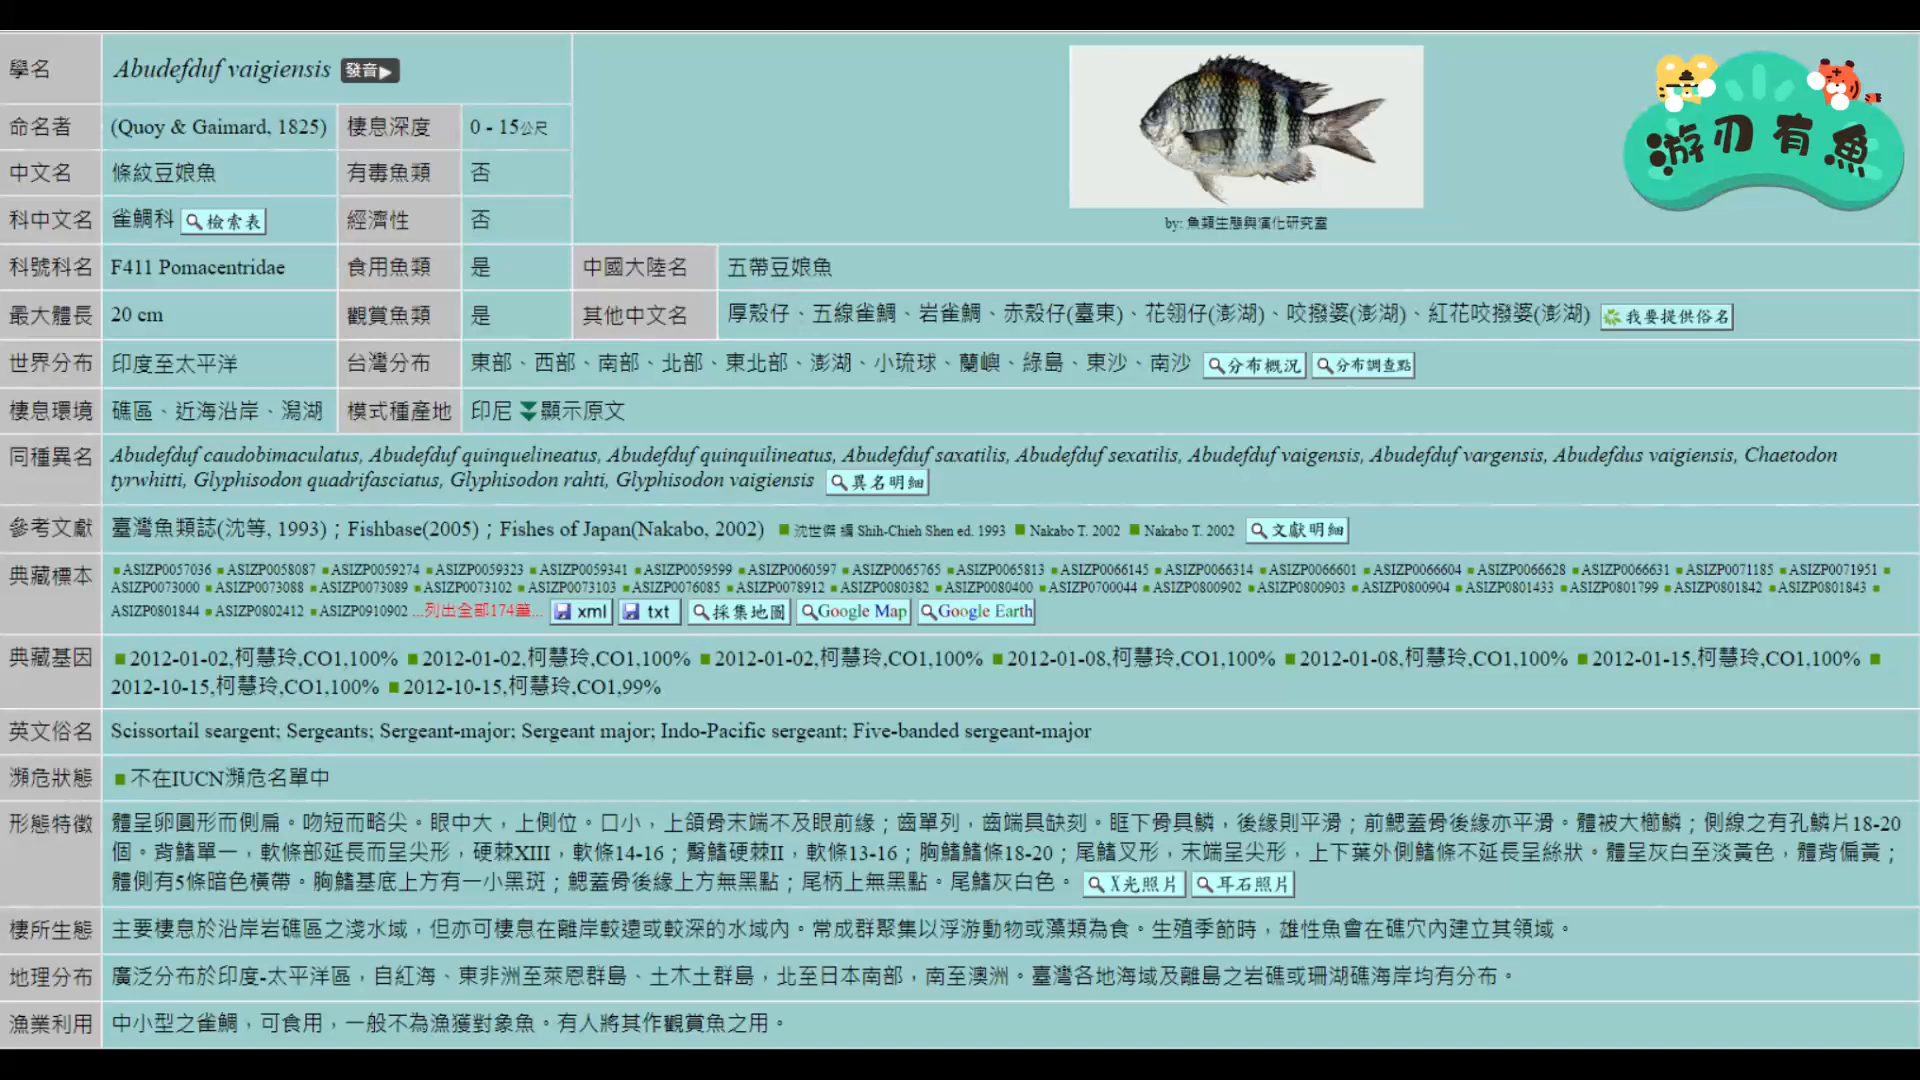 學名 Abudefduf vaigiensis 發音▶
命名者 (Quoy & Gaimard, 1825) 棲息深度 0 - 15公尺
中文名 條紋豆娘魚 有毒魚類 否
科中文名 雀鯛科 檢索表 經濟性 否
by: 魚類生態與演化研究室
游刃有魚
科號科名 F411 Pomacentridae 食用魚類 是 中國大陸名 五帶豆娘魚
最大體長 20 cm 觀賞魚類 是 其他中文名 厚殼仔、五線雀鯛、岩雀鯛、赤殼仔(臺東)、花翎仔(澎湖)、咬撥婆(澎湖)、紅花咬撥婆(澎湖) 我要提供俗名
世界分布 印度至太平洋 台灣分布 東部、西部、南部、北部、東北部、澎湖、小琉球、蘭嶼、綠島、東沙、南沙 分布概況 分布調查點
棲息環境 礁區、近海沿岸、潟湖 模式種產地 印尼 顯示原文
同種異名 Abudefduf caudobimaculatus, Abudefduf quinquelineatus, Abudefduf quinquilineatus, Abudefduf saxatilis, Abudefduf sexatilis, Abudefduf vaigensis, Abudefduf vargensis, Abudefdus vaigiensis, Chaetodon
tyrwhitti, Glyphisodon quadrifasciatus, Glyphisodon rahti, Glyphisodon vaigiensis 異名明細
參考文獻 臺灣魚類誌(沈等, 1993)；Fishbase(2005)；Fishes of Japan(Nakabo, 2002) ■沈世傑 編 Shih-Chieh Shen ed. 1993 ■Nakabo T. 2002 ■Nakabo T. 2002 文獻明細
典藏標本 ■ASIZP0057036 ■ASIZP0058087 ■ASIZP0059274 ■ASIZP0059323 ■ASIZP0059341 ■ASIZP0059599 ■ASIZP0060597 ■ASIZP0065765 ■ASIZP0065813 ■ASIZP0066145 ■ASIZP0066314 ■ASIZP0066601 ■ASIZP0066604 ■ASIZP0066628 ■ASIZP0066631 ■ASIZP0071185 ■ASIZP0071951 ■
ASIZP0073000 ■ASIZP0073088 ■ASIZP0073089 ■ASIZP0073102 ■ASIZP0073103 ■ASIZP0076085 ■ASIZP0078912 ■ASIZP0080382 ■ASIZP0080400 ■ASIZP0700044 ■ASIZP0800902 ■ASIZP0800903 ■ASIZP0800904 ■ASIZP0801433 ■ASIZP0801799 ■ASIZP0801842 ■ASIZP0801843 ■
ASIZP0801844 ■ASIZP0802412 ■ASIZP0910902 ...列出全部174筆... xml txt 採集地圖 Google Map Google Earth
典藏基因 ■2012-01-02,柯慧玲,CO1,100% ■2012-01-02,柯慧玲,CO1,100% ■2012-01-02,柯慧玲,CO1,100% ■2012-01-08,柯慧玲,CO1,100% ■2012-01-08,柯慧玲,CO1,100% ■2012-01-15,柯慧玲,CO1,100% ■
2012-10-15,柯慧玲,CO1,100% ■2012-10-15,柯慧玲,CO1,99%
英文俗名 Scissortail seargent; Sergeants; Sergeant-major; Sergeant major; Indo-Pacific sergeant; Five-banded sergeant-major
瀕危狀態 ■不在IUCN瀕危名單中
形態特徵 體呈卵圓形而側扁。吻短而略尖。眼中大，上側位。口小，上頜骨末端不及眼前緣；齒單列，齒端具缺刻。眶下骨具鱗，後緣則平滑；前鰓蓋骨後緣亦平滑。體被大櫛鱗；側線之有孔鱗片18-20
個。背鰭單一，軟條部延長而呈尖形，硬棘XIII，軟條14-16；臀鰭硬棘II，軟條13-16；胸鰭鰭條18-20；尾鰭叉形，末端呈尖形，上下葉外側鰭條不延長呈絲狀。體呈灰白至淡黃色，體背偏黃；
體側有5條暗色橫帶。胸鰭基底上方有一小黑斑；鰓蓋骨後緣上方無黑點；尾柄上無黑點。尾鰭灰白色。 X光照片 耳石照片
棲所生態 主要棲息於沿岸岩礁區之淺水域，但亦可棲息在離岸較遠或較深的水域內。常成群聚集以浮游動物或藻類為食。生殖季節時，雄性魚會在礁穴內建立其領域。
地理分布 廣泛分布於印度-太平洋區，自紅海、東非洲至萊恩群島、土木土群島，北至日本南部，南至澳洲。臺灣各地海域及離島之岩礁或珊湖礁海岸均有分布。
漁業利用 中小型之雀鯛，可食用，一般不為漁獲對象魚。有人將其作觀賞魚之用。